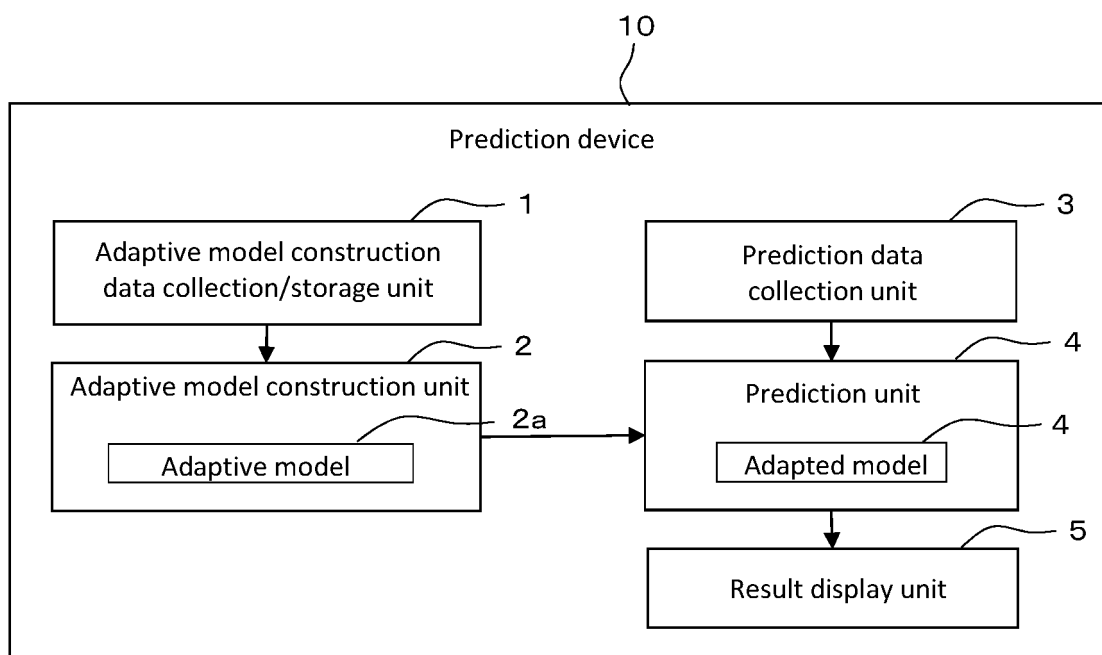 10
Prediction device
1
Adaptive model construction
data collection/storage unit
2
Adaptive model construction unit
2a
Adaptive model
3
Prediction data
collection unit
4
Prediction unit
4
Adapted model
5
Result display unit